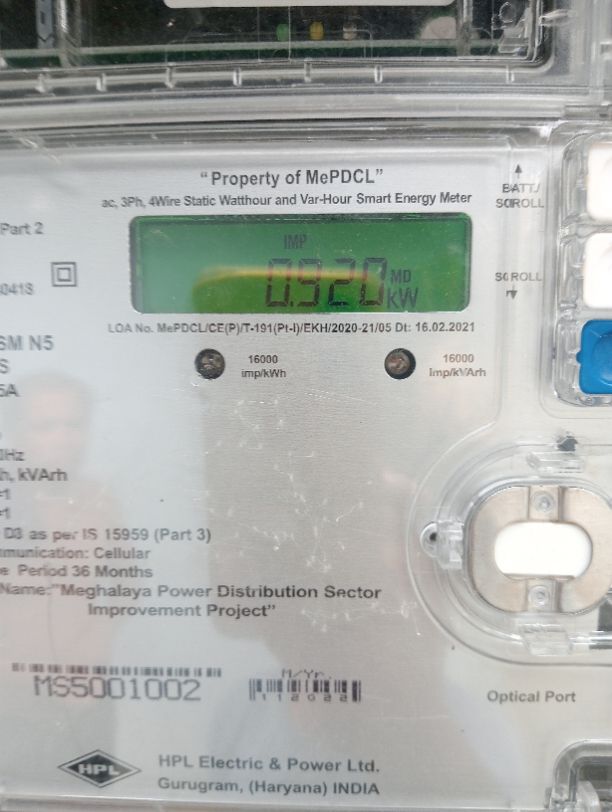 "Property of MePDCL"
ac, 3Ph, 4Wire Static Watthour and Var-Hour Smart Energy Meter
BATT/
SCROLL
Part 2
IMP
0.920 MD
kW
SCROLL
LOA No. MePDCL/CE(P)/T-191(Pt-I)/EKH/2020-21/05 Dt: 16.02.2021
16000
imp/kWh
16000
Imp/kVArh
kVArh
D3 as per IS 15959 (Part 3)
Cellular
Period 36 Months
Name:"Meghalaya Power Distribution Sector
Improvement Project"
MS5001002
M/Yr.
Optical Port
HPL
HPL Electric & Power Ltd.
Gurugram, (Haryana) INDIA